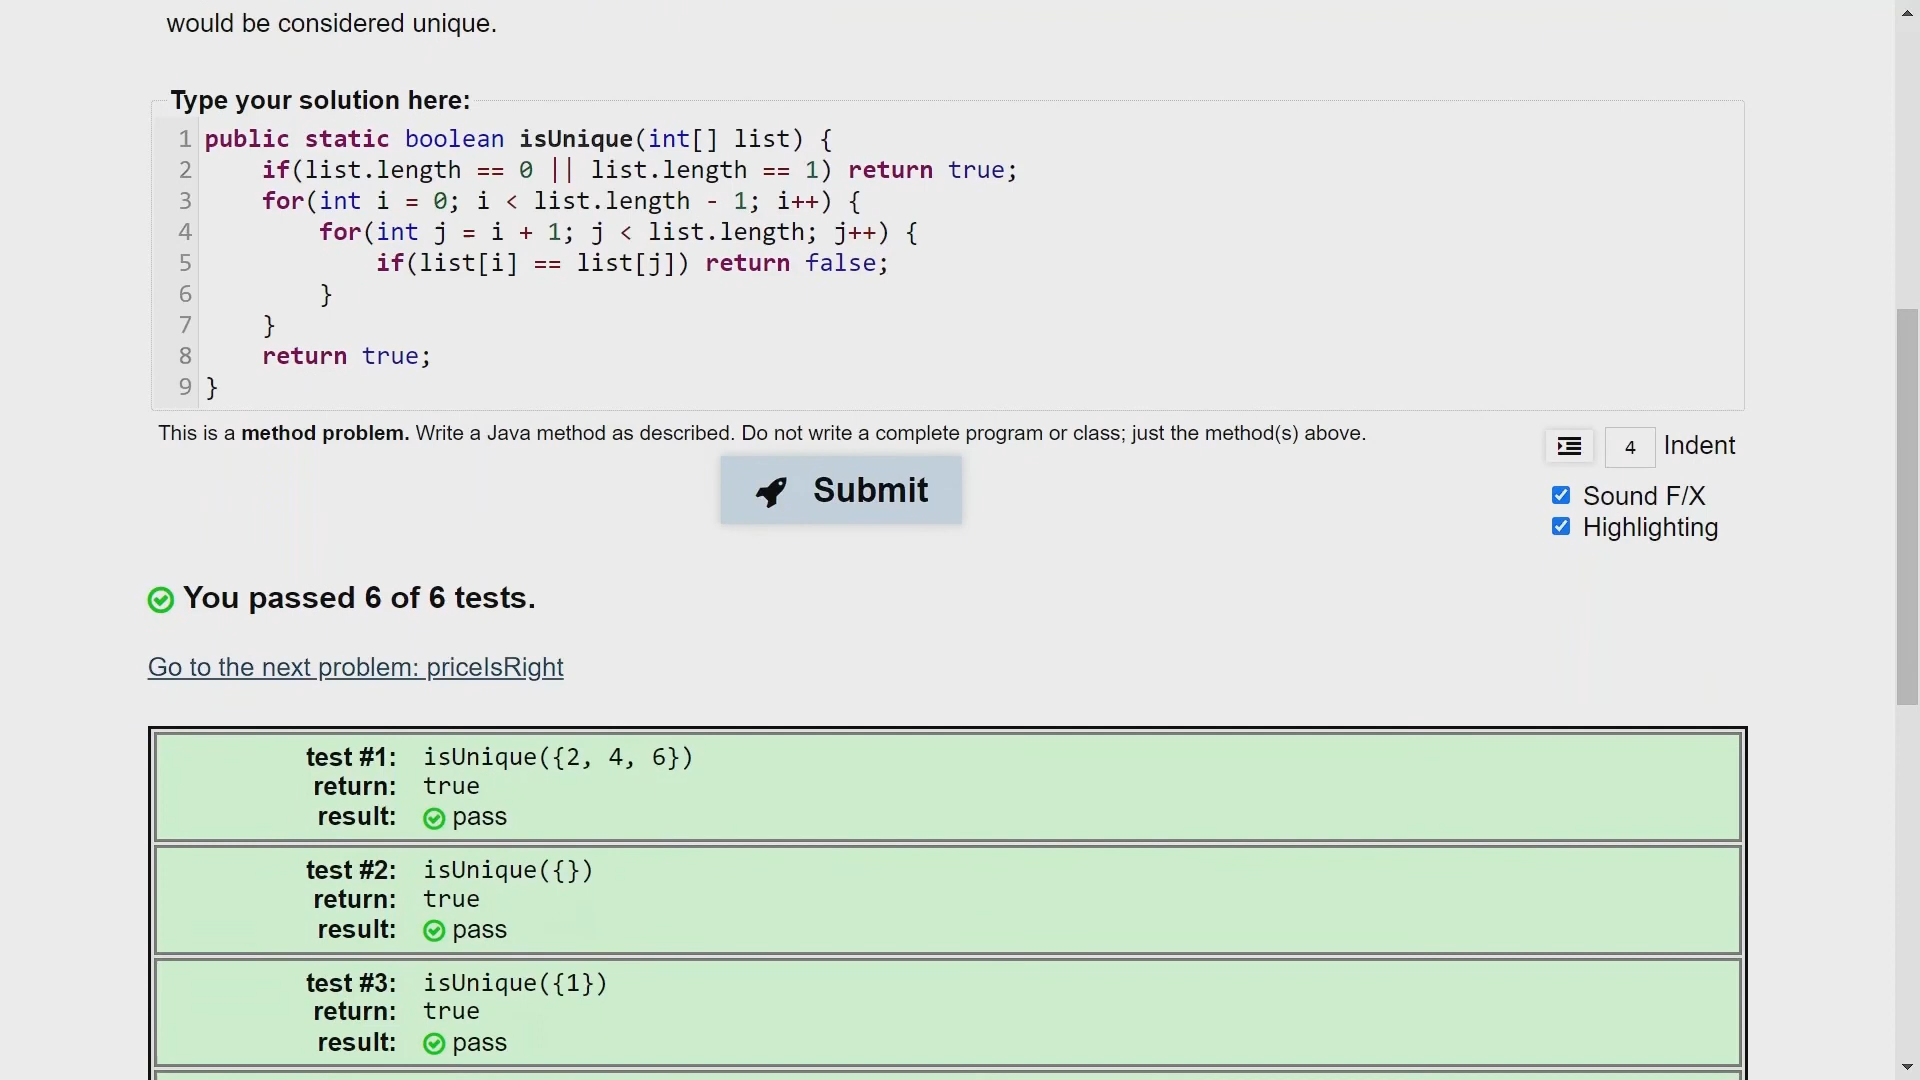 would be considered unique.
Type your solution here:
1 public static boolean isUnique(int[] list) {
2     if(list.length == 0 || list.length == 1) return true;
3     for(int i = 0; i < list.length - 1; i++) {
4         for(int j = i + 1; j < list.length; j++) {
5             if(list[i] == list[j]) return false;
6         }
7     }
8     return true;
9 }
This is a method problem. Write a Java method as described. Do not write a complete program or class; just the method(s) above.
4 Indent
Submit
Sound F/X
Highlighting
You passed 6 of 6 tests.
Go to the next problem: priceIsRight
test #1: isUnique({2, 4, 6})
return: true
result: pass
test #2: isUnique({})
return: true
result: pass
test #3: isUnique({1})
return: true
result: pass